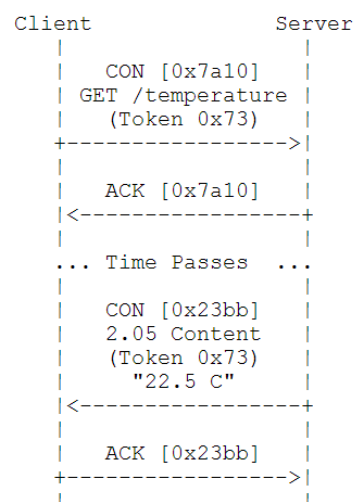 Client Server
CON [0x7a10]
GET /temperature
(Token 0x73)
ACK [0x7a10]
... Time Passes ...
CON [0x23bb]
2.05 Content
(Token 0x73)
"22.5 C"
ACK [0x23bb]